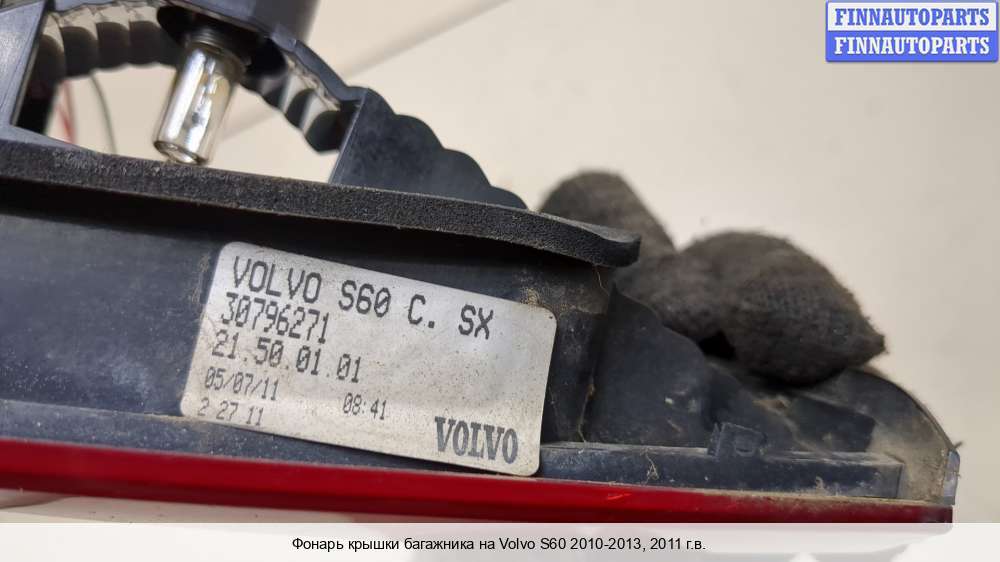 FINNAUTOPARTS
FINNAUTOPARTS
VOLVO S60 C. SX
30796271
21.50.01.01
05/07/11 08:41
2 27 11
VOLVO
Фонарь крышки багажника на Volvo S60 2010-2013, 2011 г.в.